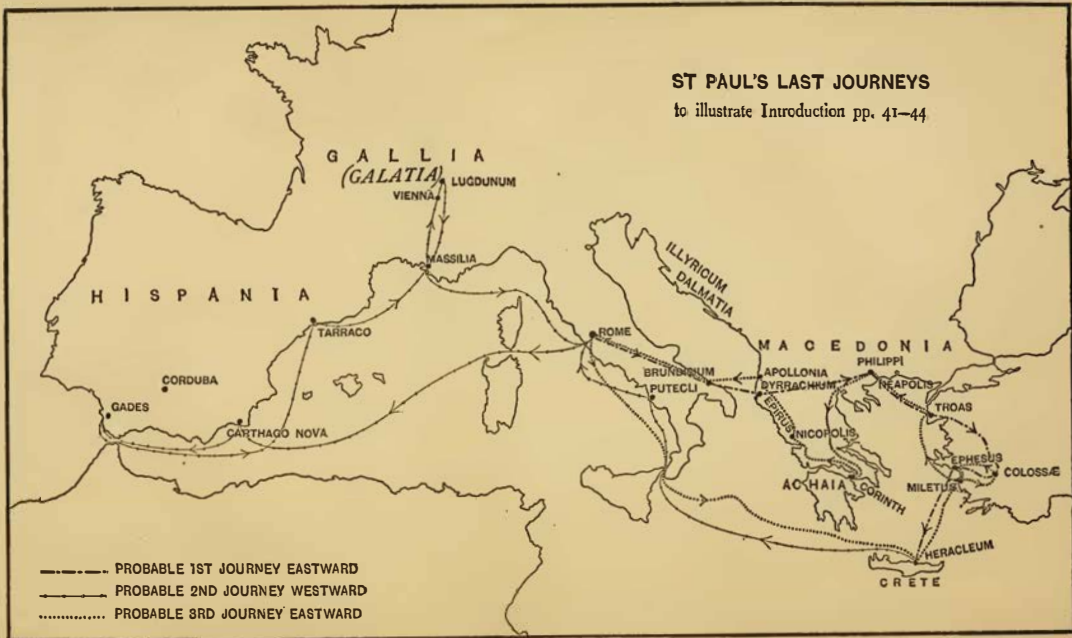 ST PAUL'S LAST JOURNEYS
to illustrate Introduction pp. 41–44
GALLIA
(GALATIA)
LUGDUNUM
VIENNA
MASSILIA
HISPANIA
TARRACO
CORDUBA
GADES
CARTHAGO NOVA
ILLYRICUM
DALMATIA
ROME
MACEDONIA
PHILIPPI
BRUNDISIUM
APOLLONIA
PUTEOLI
DYRRACHIUM
NEAPOLIS
EPIRUS
TROAS
NICOPOLIS
EPHESUS
COLOSSÆ
ACHAIA
CORINTH
MILETUS
HERACLEUM
CRETE
PROBABLE 1ST JOURNEY EASTWARD
PROBABLE 2ND JOURNEY WESTWARD
PROBABLE 3RD JOURNEY EASTWARD